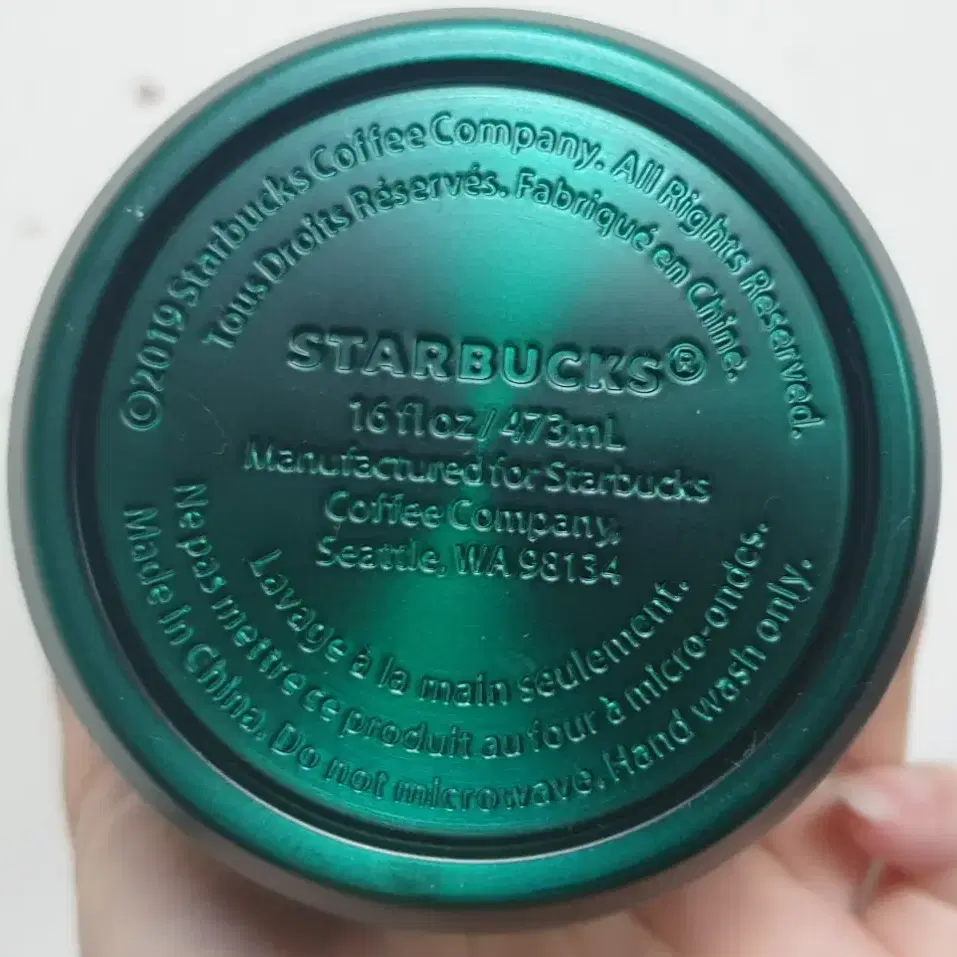 ©2019 Starbucks Coffee Company. All Rights Reserved.
Tous Droits Réservés. Fabriqué en Chine.
STARBUCKS®
16 fl oz / 473mL
Manufactured for Starbucks
Coffee Company,
Seattle, WA 98134
Lavage à la main seulement.
Ne pas mettre ce produit au four à micro-ondes.
Made in China. Do not microwave. Hand wash only.